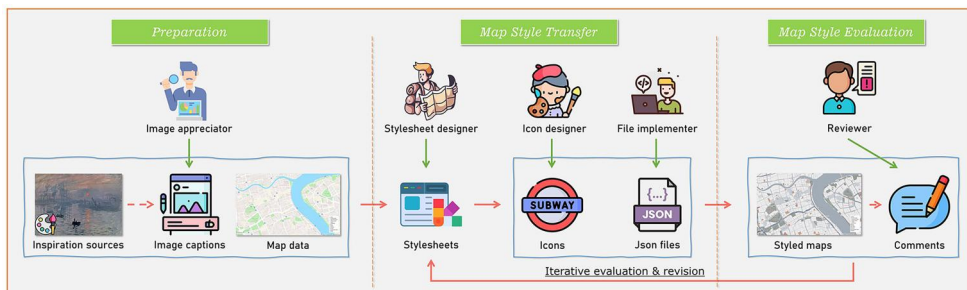 Preparation
Map Style Transfer
Map Style Evaluation
Image appreciator
Stylesheet designer
Icon designer
File implementer
Reviewer
Inspiration sources
Image captions
Map data
Stylesheets
SUBWAY
Icons
{...}
JSON
Json files
Styled maps
Comments
Iterative evaluation & revision